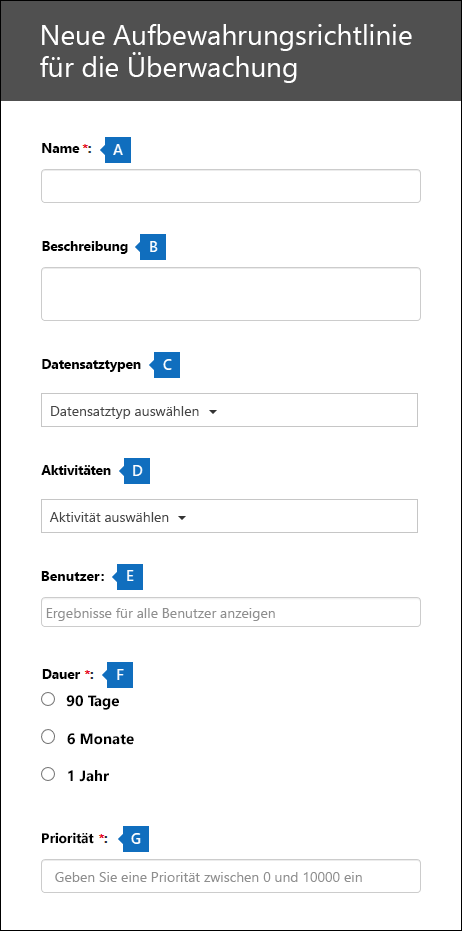 Neue Aufbewahrungsrichtlinie
für die Überwachung
Name *: A
Beschreibung B
Datensatztypen C
Datensatztyp auswählen
Aktivitäten D
Aktivität auswählen
Benutzer: E
Ergebnisse für alle Benutzer anzeigen
Dauer *: F
90 Tage
6 Monate
1 Jahr
Priorität *: G
Geben Sie eine Priorität zwischen 0 und 10000 ein